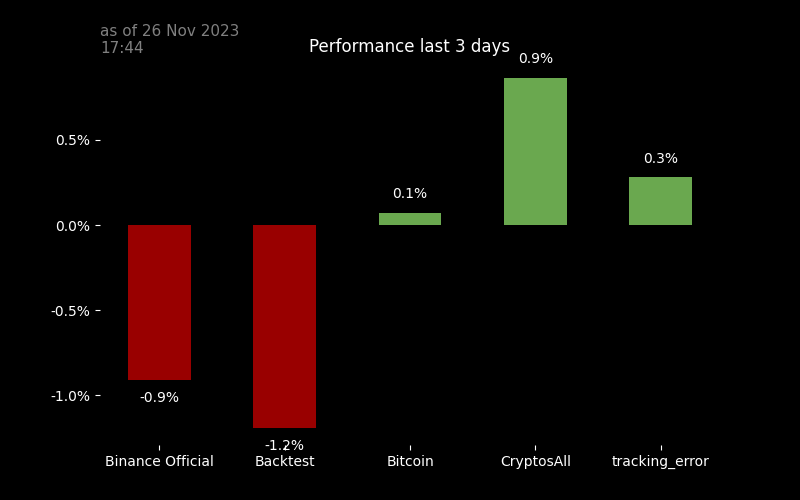 as of 26 Nov 2023
17:44
Performance last 3 days
0.9%
0.5%
0.3%
0.1%
0.0%
-0.5%
-1.0%
-0.9%
-1.2%
Binance Official
Backtest
Bitcoin
CryptosAll
tracking_error